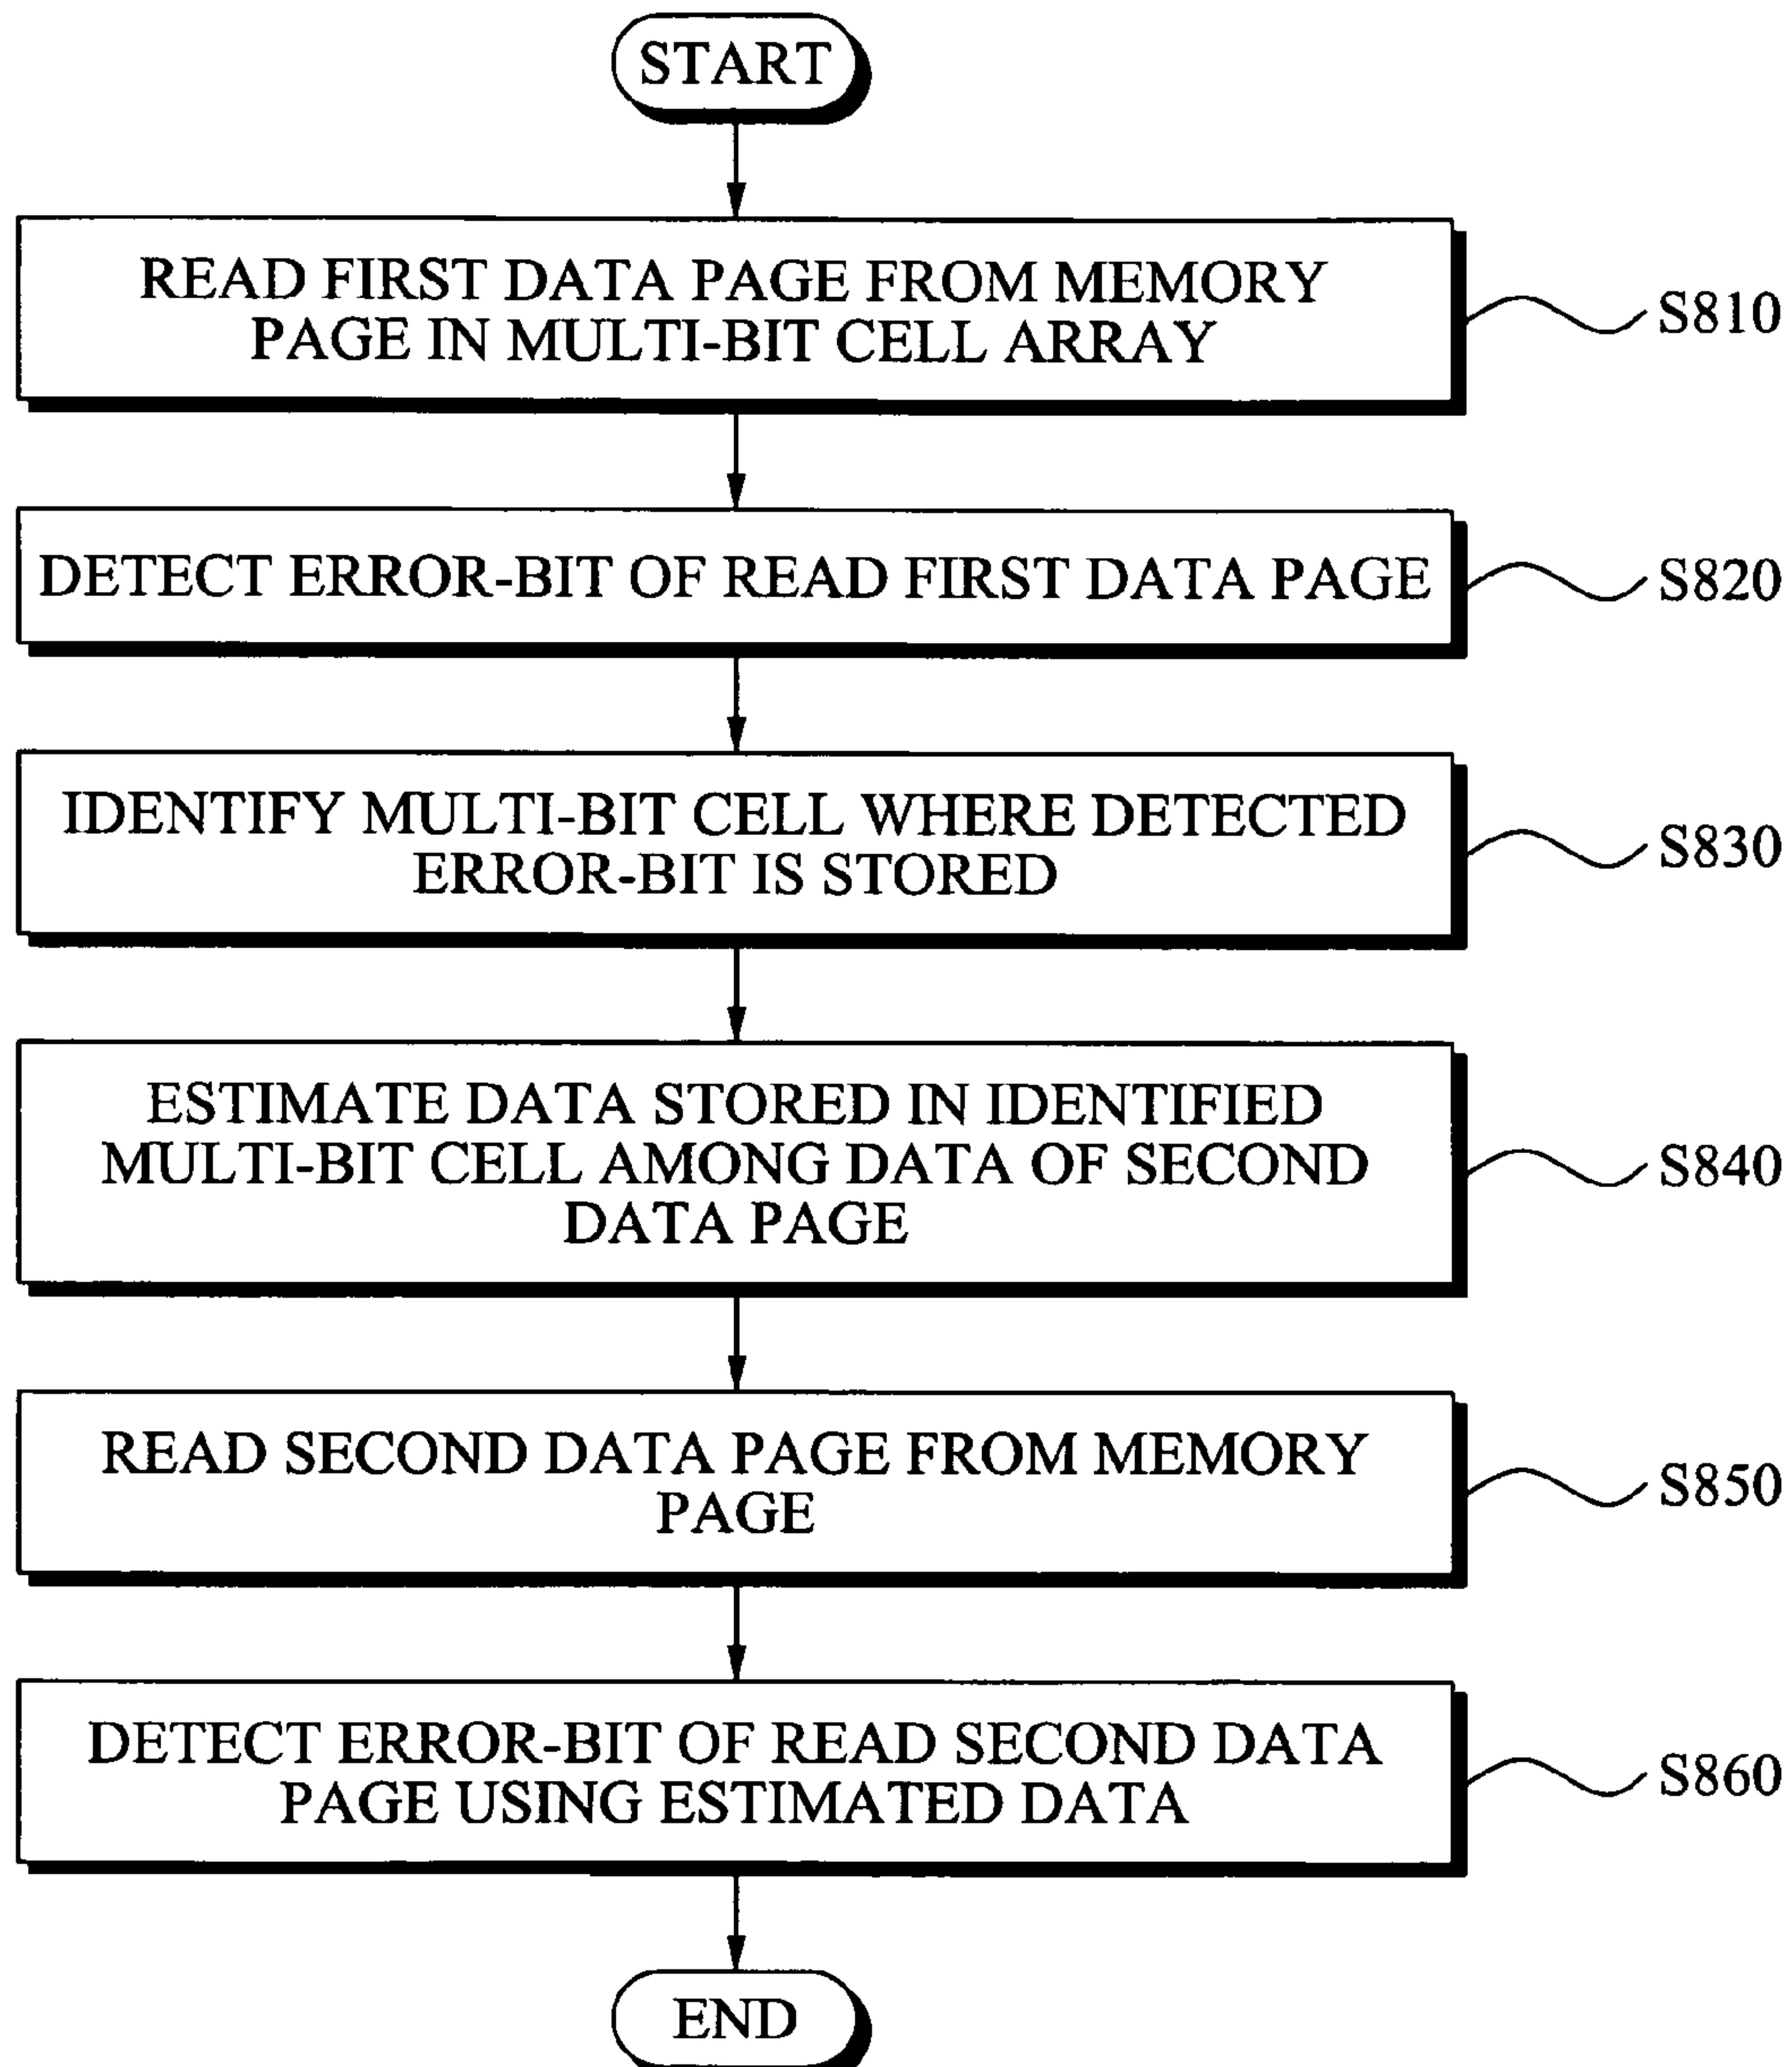 START
READ FIRST DATA PAGE FROM MEMORY
PAGE IN MULTI-BIT CELL ARRAY
S810
DETECT ERROR-BIT OF READ FIRST DATA PAGE
S820
IDENTIFY MULTI-BIT CELL WHERE DETECTED
ERROR-BIT IS STORED
S830
ESTIMATE DATA STORED IN IDENTIFIED
MULTI-BIT CELL AMONG DATA OF SECOND
DATA PAGE
S840
READ SECOND DATA PAGE FROM MEMORY
PAGE
S850
DETECT ERROR-BIT OF READ SECOND DATA
PAGE USING ESTIMATED DATA
S860
END